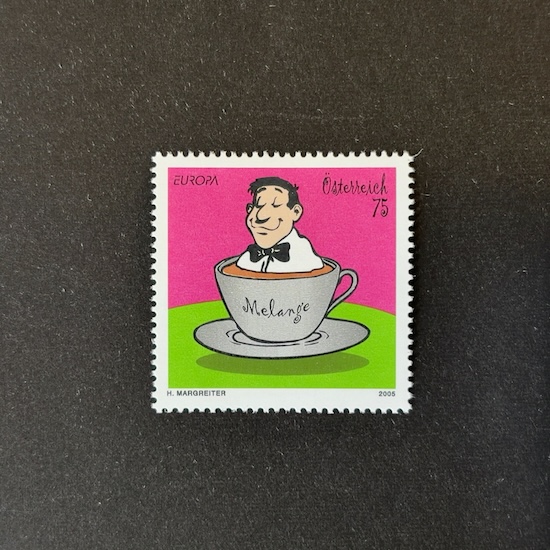 EUROPA
Österreich
75
Melange
H. MARGREITER
2005